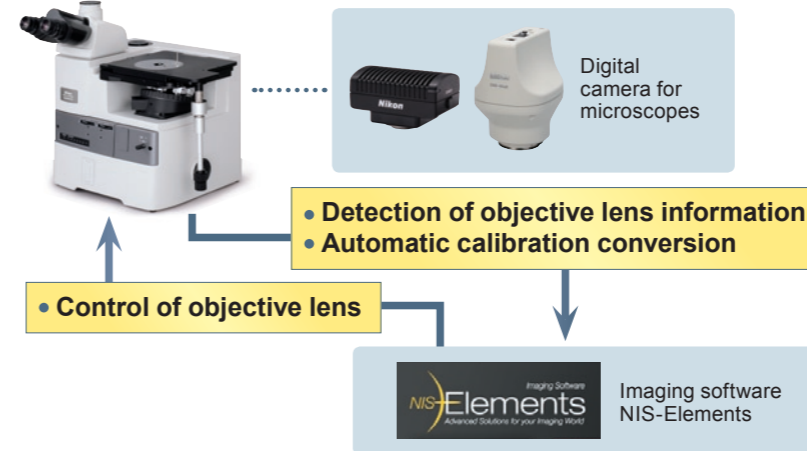 Nikon
Digital
camera for
microscopes
• Detection of objective lens information
• Automatic calibration conversion
• Control of objective lens
Imaging Software
NIS-Elements
Advanced Solutions for your Imaging World
Imaging software
NIS-Elements